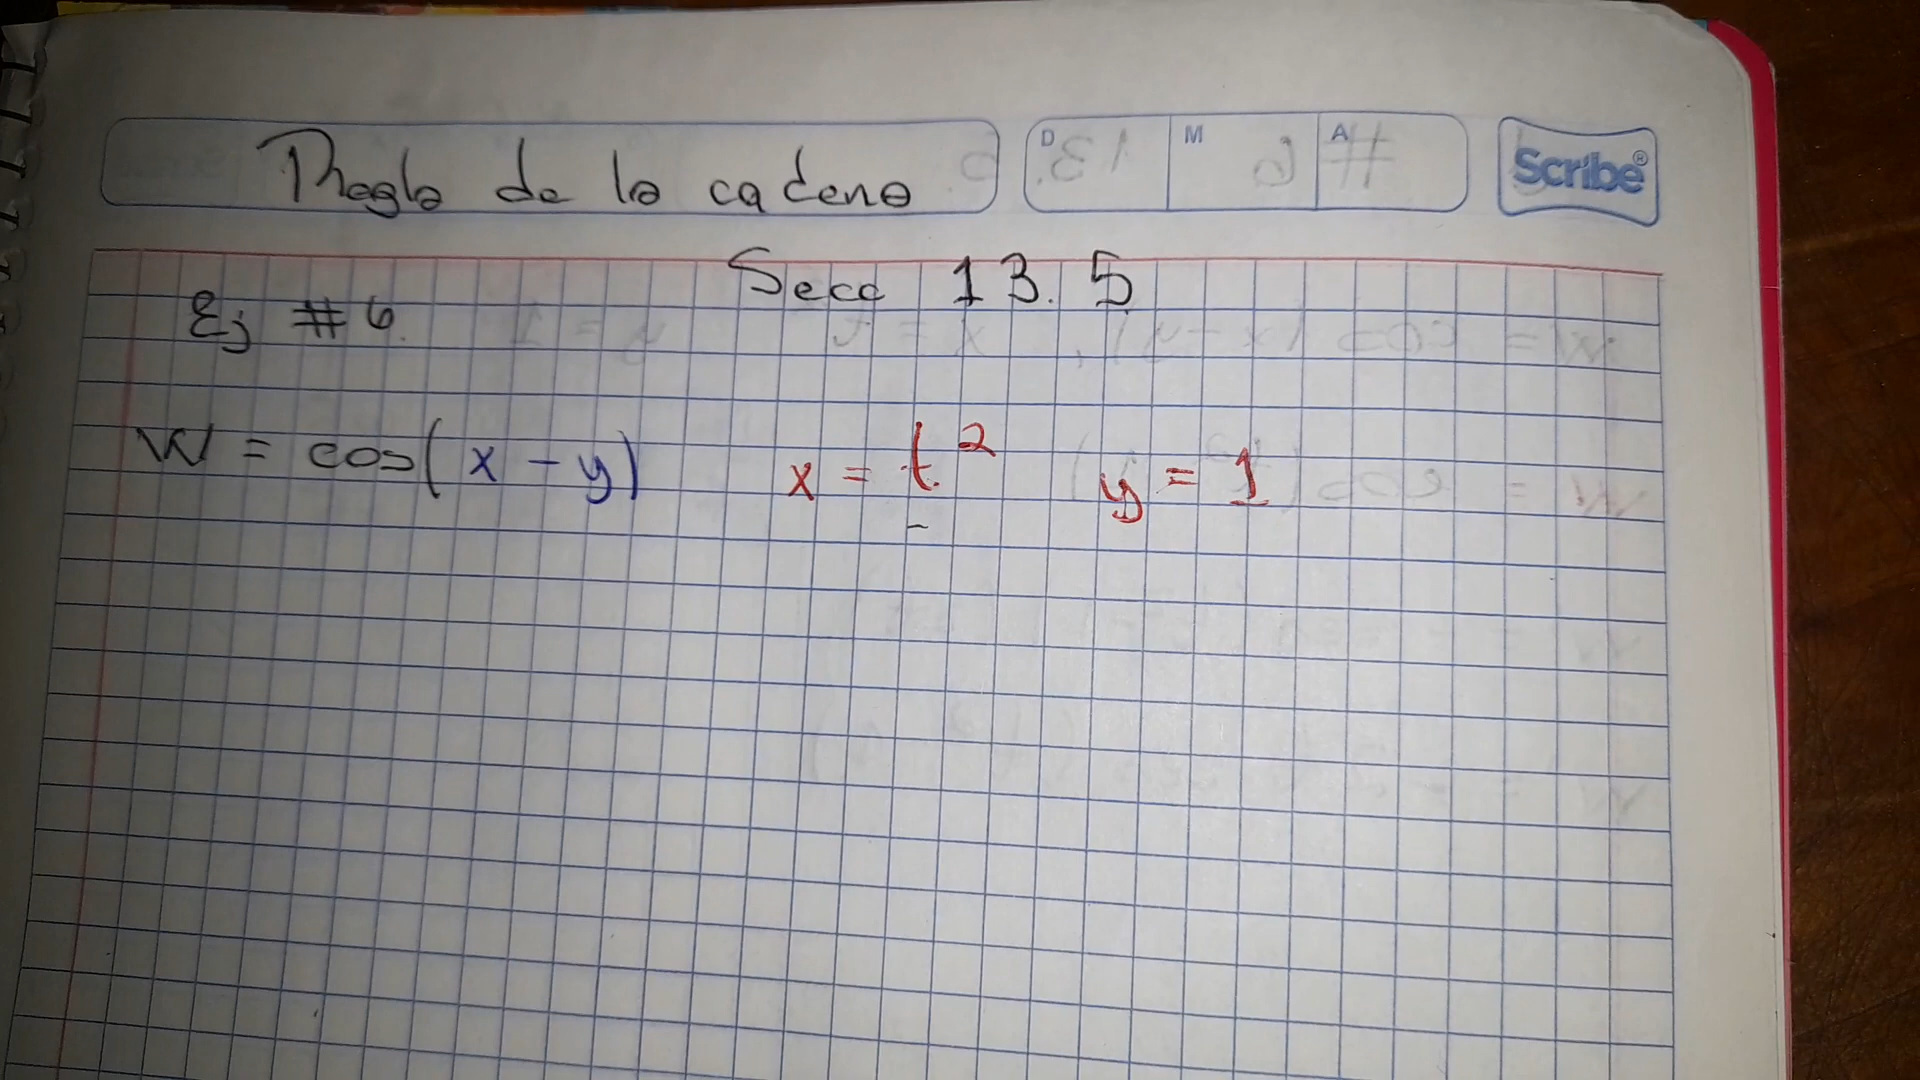 Regla de la cadena
D M A
Scribe®
Secc 13.5
Ej #6.
W = cos(x - y) x = t² y = 1